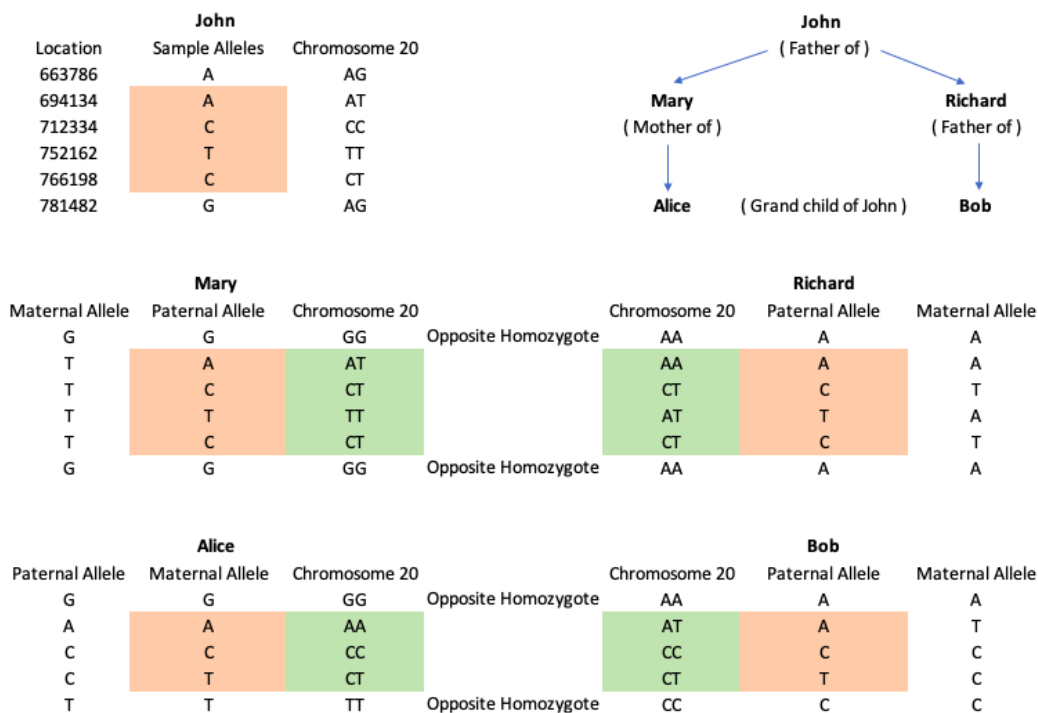 John
Location Sample Alleles Chromosome 20
663786 A AG
694134 A AT
712334 C CC
752162 T TT
766198 C CT
781482 G AG
John
( Father of )
Mary Richard
( Mother of ) ( Father of )
Alice ( Grand child of John ) Bob
Mary Richard
Maternal Allele Paternal Allele Chromosome 20 Chromosome 20 Paternal Allele Maternal Allele
G G GG Opposite Homozygote AA A A
T A AT AA A A
T C CT CT C T
T T TT AT T A
T C CT CT C T
G G GG Opposite Homozygote AA A A
Alice Bob
Paternal Allele Maternal Allele Chromosome 20 Chromosome 20 Paternal Allele Maternal Allele
G G GG Opposite Homozygote AA A A
A A AA AT A T
C C CC CC C C
C T CT CT T C
T T TT Opposite Homozygote CC C C